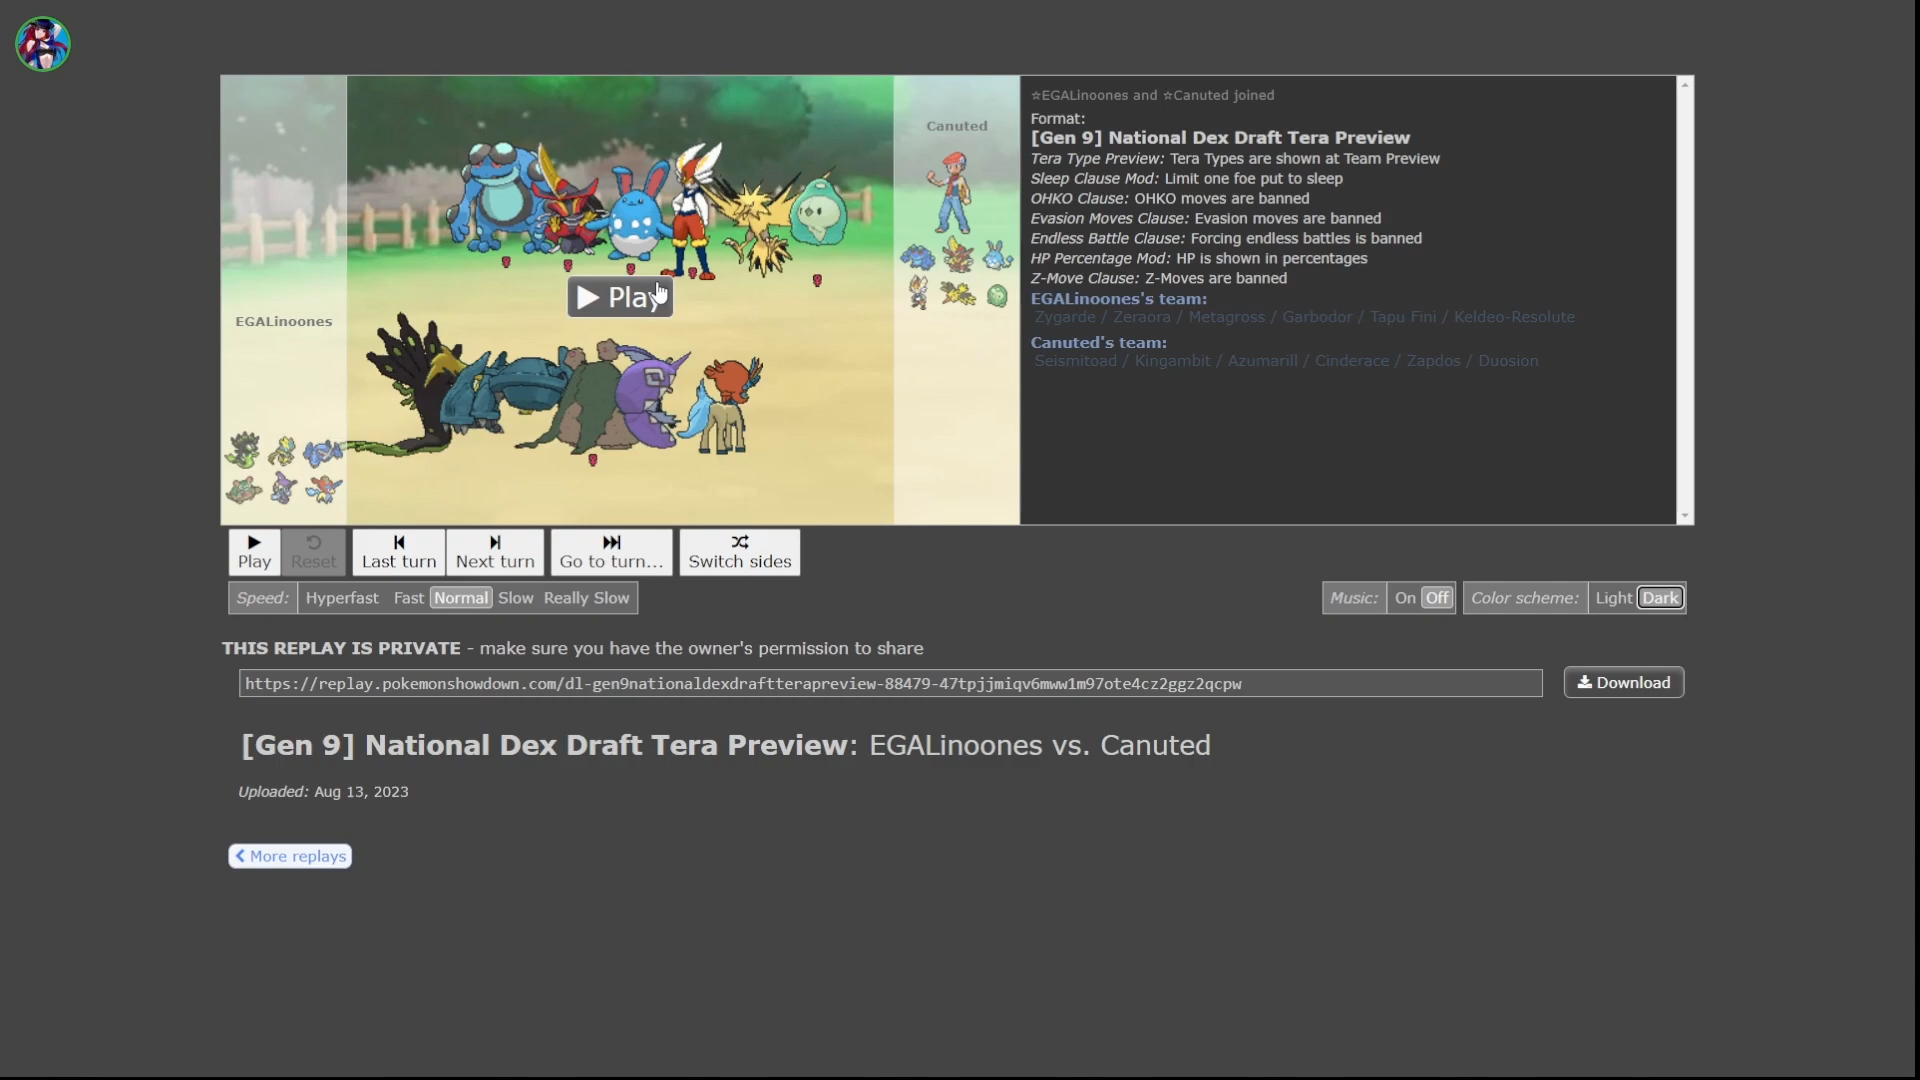 ☆EGALinoones and ☆Canuted joined
Format:
[Gen 9] National Dex Draft Tera Preview
Tera Type Preview: Tera Types are shown at Team Preview
Sleep Clause Mod: Limit one foe put to sleep
OHKO Clause: OHKO moves are banned
Evasion Moves Clause: Evasion moves are banned
Endless Battle Clause: Forcing endless battles is banned
HP Percentage Mod: HP is shown in percentages
Z-Move Clause: Z-Moves are banned
EGALinoones's team:
Zygarde / Zeraora / Metagross / Garbodor / Tapu Fini / Keldeo-Resolute
Canuted's team:
Seismitoad / Kingambit / Azumarill / Cinderace / Zapdos / Duosion
Canuted
EGALinoones
Play
Play Reset Last turn Next turn Go to turn... Switch sides
Speed: Hyperfast Fast Normal Slow Really Slow Music: On Off Color scheme: Light Dark
THIS REPLAY IS PRIVATE - make sure you have the owner's permission to share
https://replay.pokemonshowdown.com/dl-gen9nationaldexdraftterapreview-88479-47tpjjmiqv6mww1m97ote4cz2ggz2qcpw
Download
[Gen 9] National Dex Draft Tera Preview: EGALinoones vs. Canuted
Uploaded: Aug 13, 2023
More replays